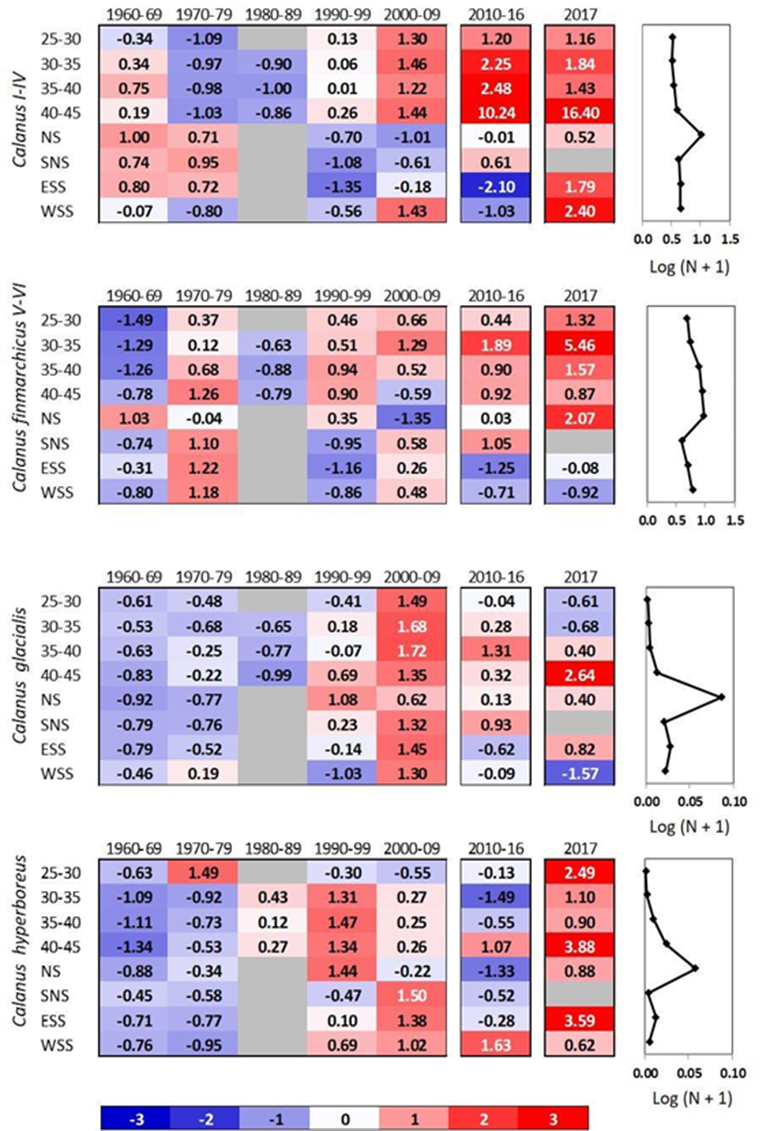 1960-69 1970-79 1980-89 1990-99 2000-09 2010-16 2017
Calanus I-IV
25-30 -0.34 -1.09 0.13 1.30 1.20 1.16
30-35 0.34 -0.97 -0.90 0.06 1.46 2.25 1.84
35-40 0.75 -0.98 -1.00 0.01 1.22 2.48 1.43
40-45 0.19 -1.03 -0.86 0.26 1.44 10.24 16.40
NS 1.00 0.71 -0.70 -1.01 -0.01 0.52
SNS 0.74 0.95 -1.08 -0.61 0.61
ESS 0.80 0.72 -1.35 -0.18 -2.10 1.79
WSS -0.07 -0.80 -0.56 1.43 -1.03 2.40
0.0 0.5 1.0 1.5
Log (N + 1)
1960-69 1970-79 1980-89 1990-99 2000-09 2010-16 2017
Calanus finmarchicus V-VI
25-30 -1.49 0.37 0.46 0.66 0.44 1.32
30-35 -1.29 0.12 -0.63 0.51 1.29 1.89 5.46
35-40 -1.26 0.68 -0.88 0.94 0.52 0.90 1.57
40-45 -0.78 1.26 -0.79 0.90 -0.59 0.92 0.87
NS 1.03 -0.04 0.35 -1.35 0.03 2.07
SNS -0.74 1.10 -0.95 0.58 1.05
ESS -0.31 1.22 -1.16 0.26 -1.25 -0.08
WSS -0.80 1.18 -0.86 0.48 -0.71 -0.92
0.0 0.5 1.0 1.5
1960-69 1970-79 1980-89 1990-99 2000-09 2010-16 2017
Calanus glacialis
25-30 -0.61 -0.48 -0.41 1.49 -0.04 -0.61
30-35 -0.53 -0.68 -0.65 0.18 1.68 0.28 -0.68
35-40 -0.63 -0.25 -0.77 -0.07 1.72 1.31 0.40
40-45 -0.83 -0.22 -0.99 0.69 1.35 0.32 2.64
NS -0.92 -0.77 1.08 0.62 0.13 0.40
SNS -0.79 -0.76 0.23 1.32 0.93
ESS -0.79 -0.52 -0.14 1.45 -0.62 0.82
WSS -0.46 0.19 -1.03 1.30 -0.09 -1.57
0.00 0.05 0.10
Log (N + 1)
1960-69 1970-79 1980-89 1990-99 2000-09 2010-16 2017
Calanus hyperboreus
25-30 -0.63 1.49 -0.30 -0.55 -0.13 2.49
30-35 -1.09 -0.92 0.43 1.31 0.27 -1.49 1.10
35-40 -1.11 -0.73 0.12 1.47 0.25 -0.55 0.90
40-45 -1.34 -0.53 0.27 1.34 0.26 1.07 3.88
NS -0.88 -0.34 1.44 -0.22 -1.33 0.88
SNS -0.45 -0.58 -0.47 1.50 -0.52
ESS -0.71 -0.77 0.10 1.38 -0.28 3.59
WSS -0.76 -0.95 0.69 1.02 1.63 0.62
0.00 0.05 0.10
Log (N + 1)
-3 -2 -1 0 1 2 3